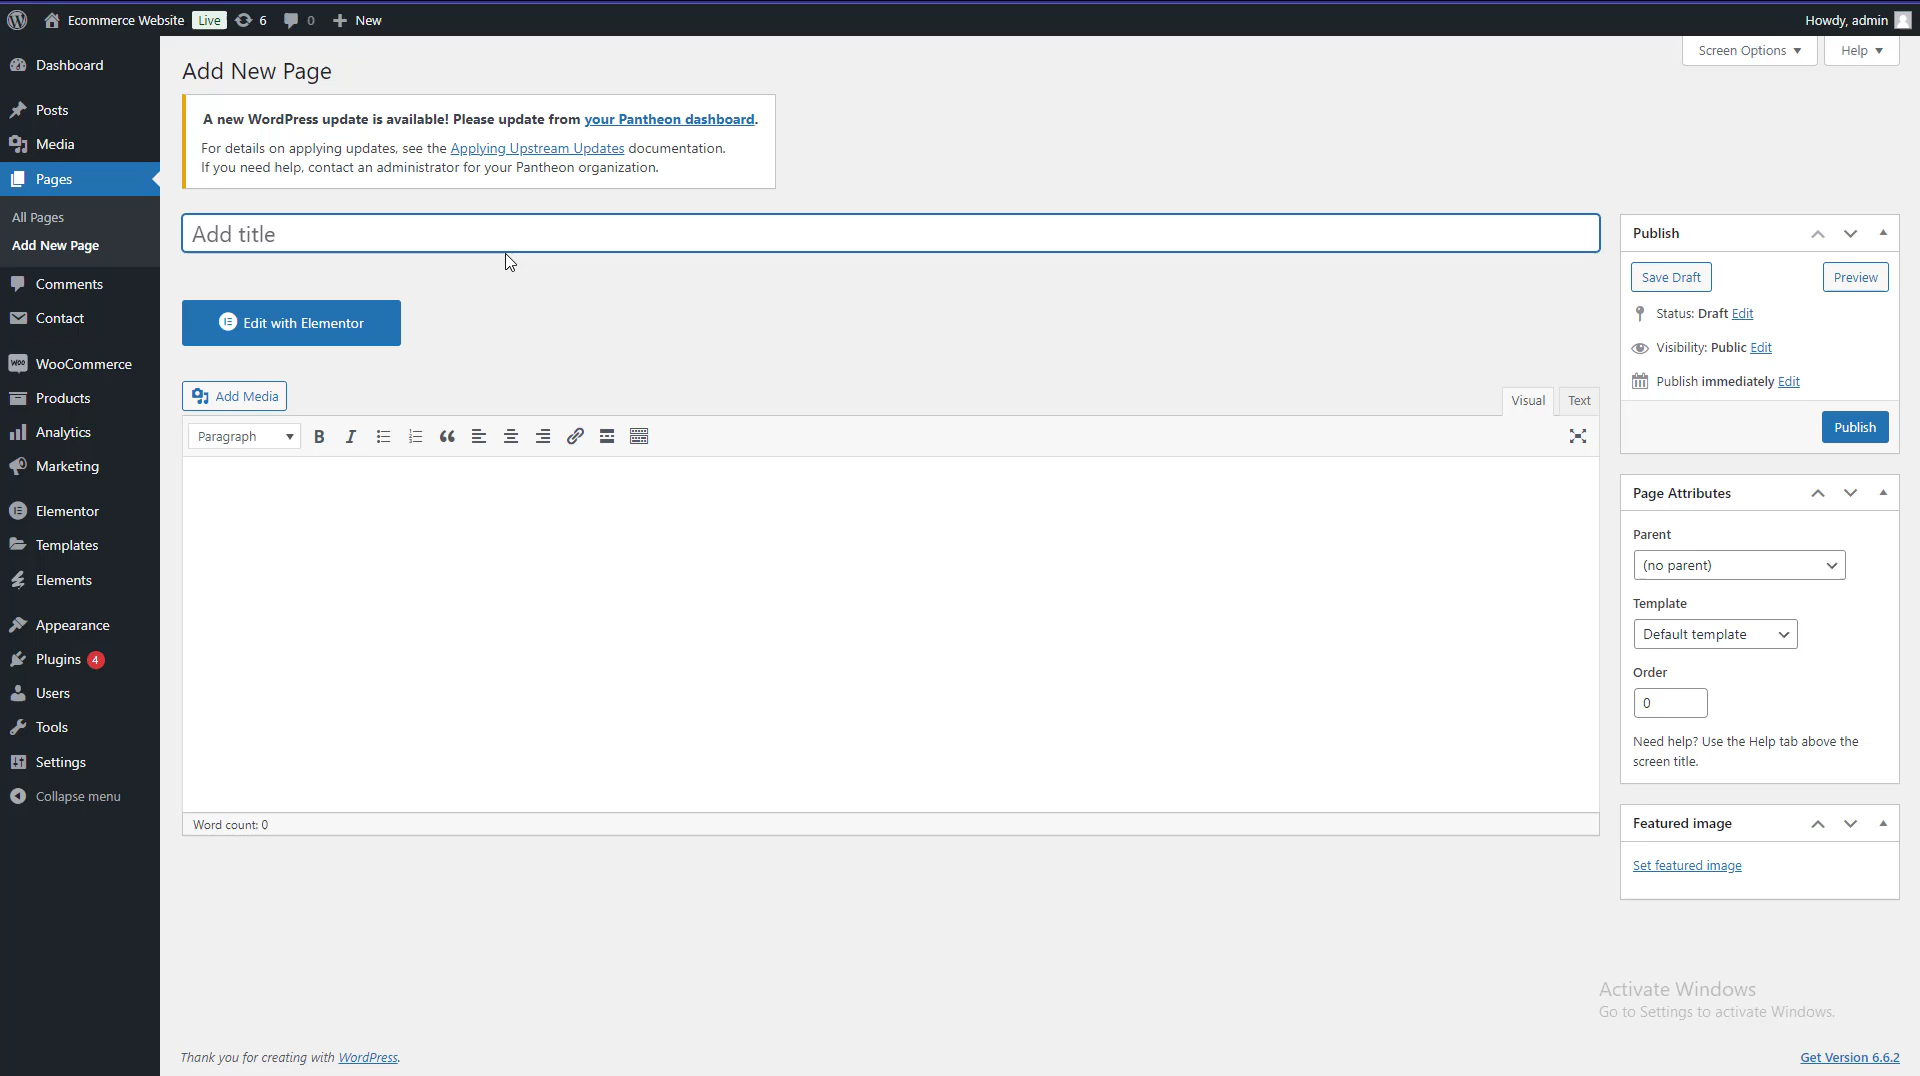 Ecommerce Website Live 6 0 New Howdy, admin
Screen Options Help
Dashboard
Posts
Media
Pages
All Pages
Add New Page
Comments
Contact
WooCommerce
Products
Analytics
Marketing
Elementor
Templates
Elements
Appearance
Plugins 4
Users
Tools
Settings
Collapse menu
Add New Page
A new WordPress update is available! Please update from your Pantheon dashboard.
For details on applying updates, see the Applying Upstream Updates documentation.
If you need help, contact an administrator for your Pantheon organization.
Add title
Edit with Elementor
Add Media
Visual Text
Paragraph
Word count: 0
Publish
Save Draft Preview
Status: Draft Edit
Visibility: Public Edit
Publish immediately Edit
Publish
Page Attributes
Parent
(no parent)
Template
Default template
Order
0
Need help? Use the Help tab above the
screen title.
Featured image
Set featured image
Activate Windows
Go to Settings to activate Windows.
Thank you for creating with WordPress.
Get Version 6.6.2